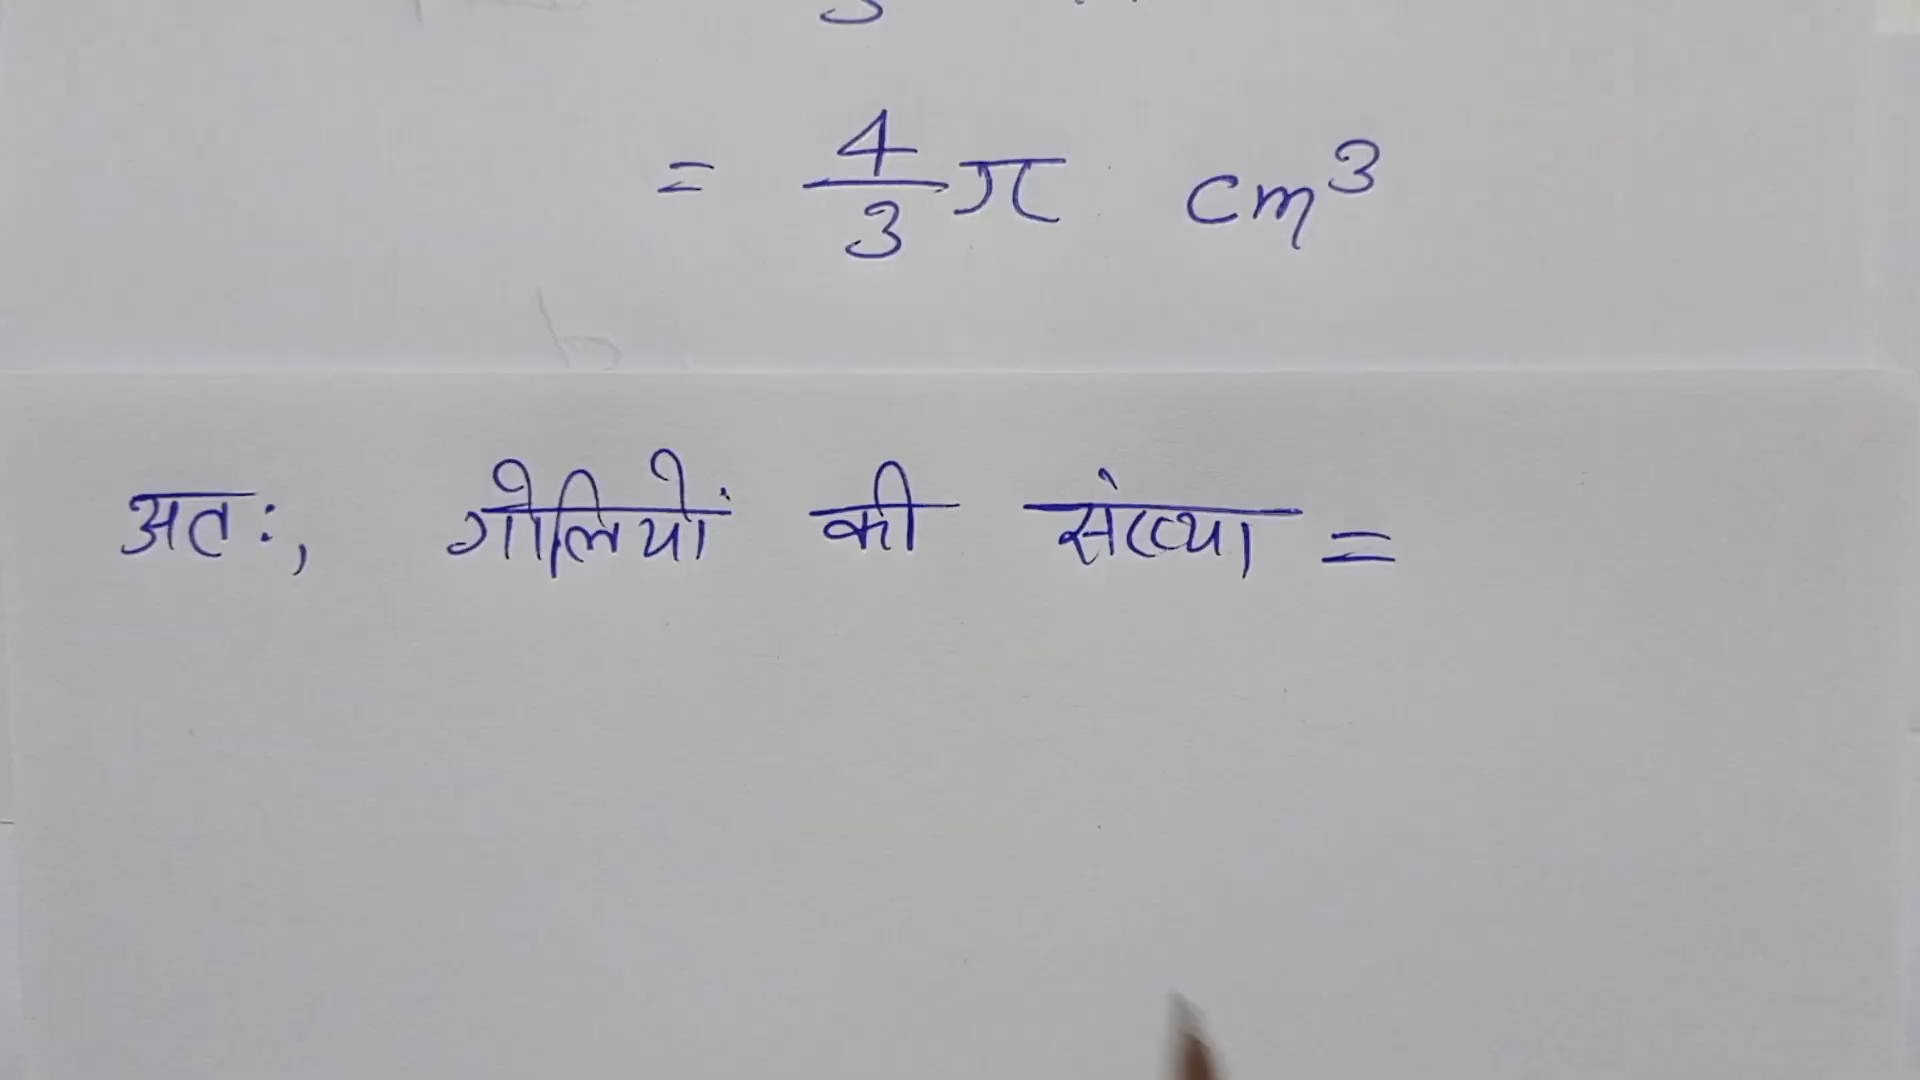 = 4/3 π cm³
अतः, गोलियों की संख्या =